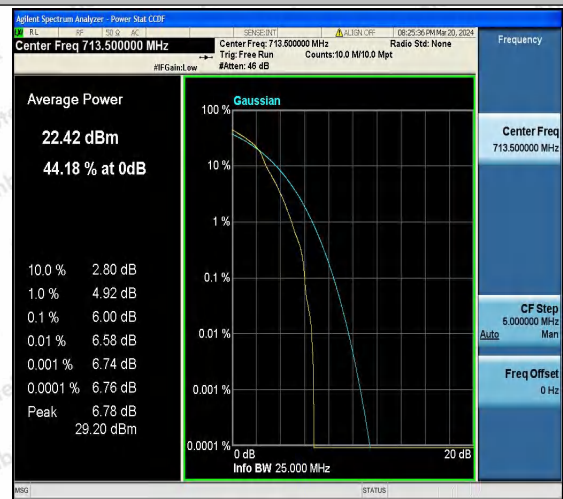 Agilent Spectrum Analyzer - Power Stat CCDF
RL RF 50 Ω AC SENSE:INT ALIGN OFF 08:25:36 PM Mar 20, 2024
Center Freq 713.500000 MHz
Center Freq: 713.500000 MHz Radio Std: None
Trig: Free Run Counts:10.0 M/10.0 Mpt
#IFGain:Low #Atten: 46 dB
Frequency
Average Power
22.42 dBm
44.18 % at 0dB
10.0 % 2.80 dB
1.0 % 4.92 dB
0.1 % 6.00 dB
0.01 % 6.58 dB
0.001 % 6.74 dB
0.0001 % 6.76 dB
Peak 6.78 dB
29.20 dBm
Gaussian
100 %
10 %
1 %
0.1 %
0.01 %
0.001 %
0.0001 %
0 dB 20 dB
Info BW 25.000 MHz
Center Freq
713.500000 MHz
CF Step
5.000000 MHz
Auto Man
Freq Offset
0 Hz
MSG STATUS